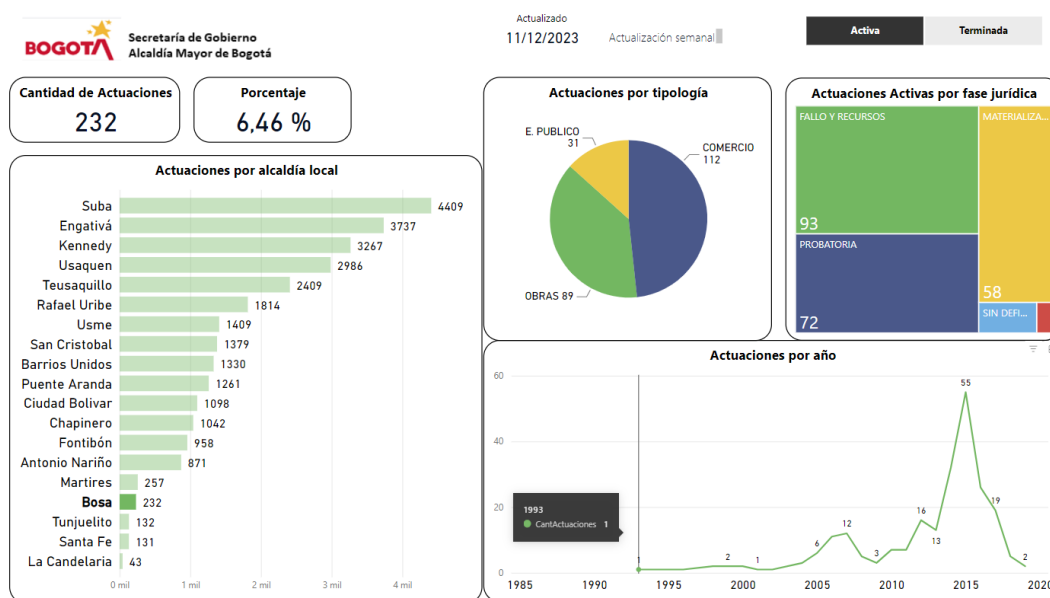 BOGOTÁ
Secretaría de Gobierno
Alcaldía Mayor de Bogotá
Actualizado
11/12/2023
Actualización semanal
Activa
Terminada
Cantidad de Actuaciones
232
Porcentaje
6,46 %
Actuaciones por alcaldía local
Suba 4409
Engativá 3737
Kennedy 3267
Usaquen 2986
Teusaquillo 2409
Rafael Uribe 1814
Usme 1409
San Cristobal 1379
Barrios Unidos 1330
Puente Aranda 1261
Ciudad Bolivar 1098
Chapinero 1042
Fontibón 958
Antonio Nariño 871
Martires 257
Bosa 232
Tunjuelito 132
Santa Fe 131
La Candelaria 43
0 mil 1 mil 2 mil 3 mil 4 mil
Actuaciones por tipología
E. PUBLICO
31
COMERCIO
112
OBRAS 89
Actuaciones Activas por fase jurídica
FALLO Y RECURSOS
93
MATERIALIZA...
58
PROBATORIA
72
SIN DEFI...
Actuaciones por año
60
40
20
0
1993
CantActuaciones 1
1
2
1
6
12
3
16
13
55
19
2
1985 1990 1995 2000 2005 2010 2015 2020